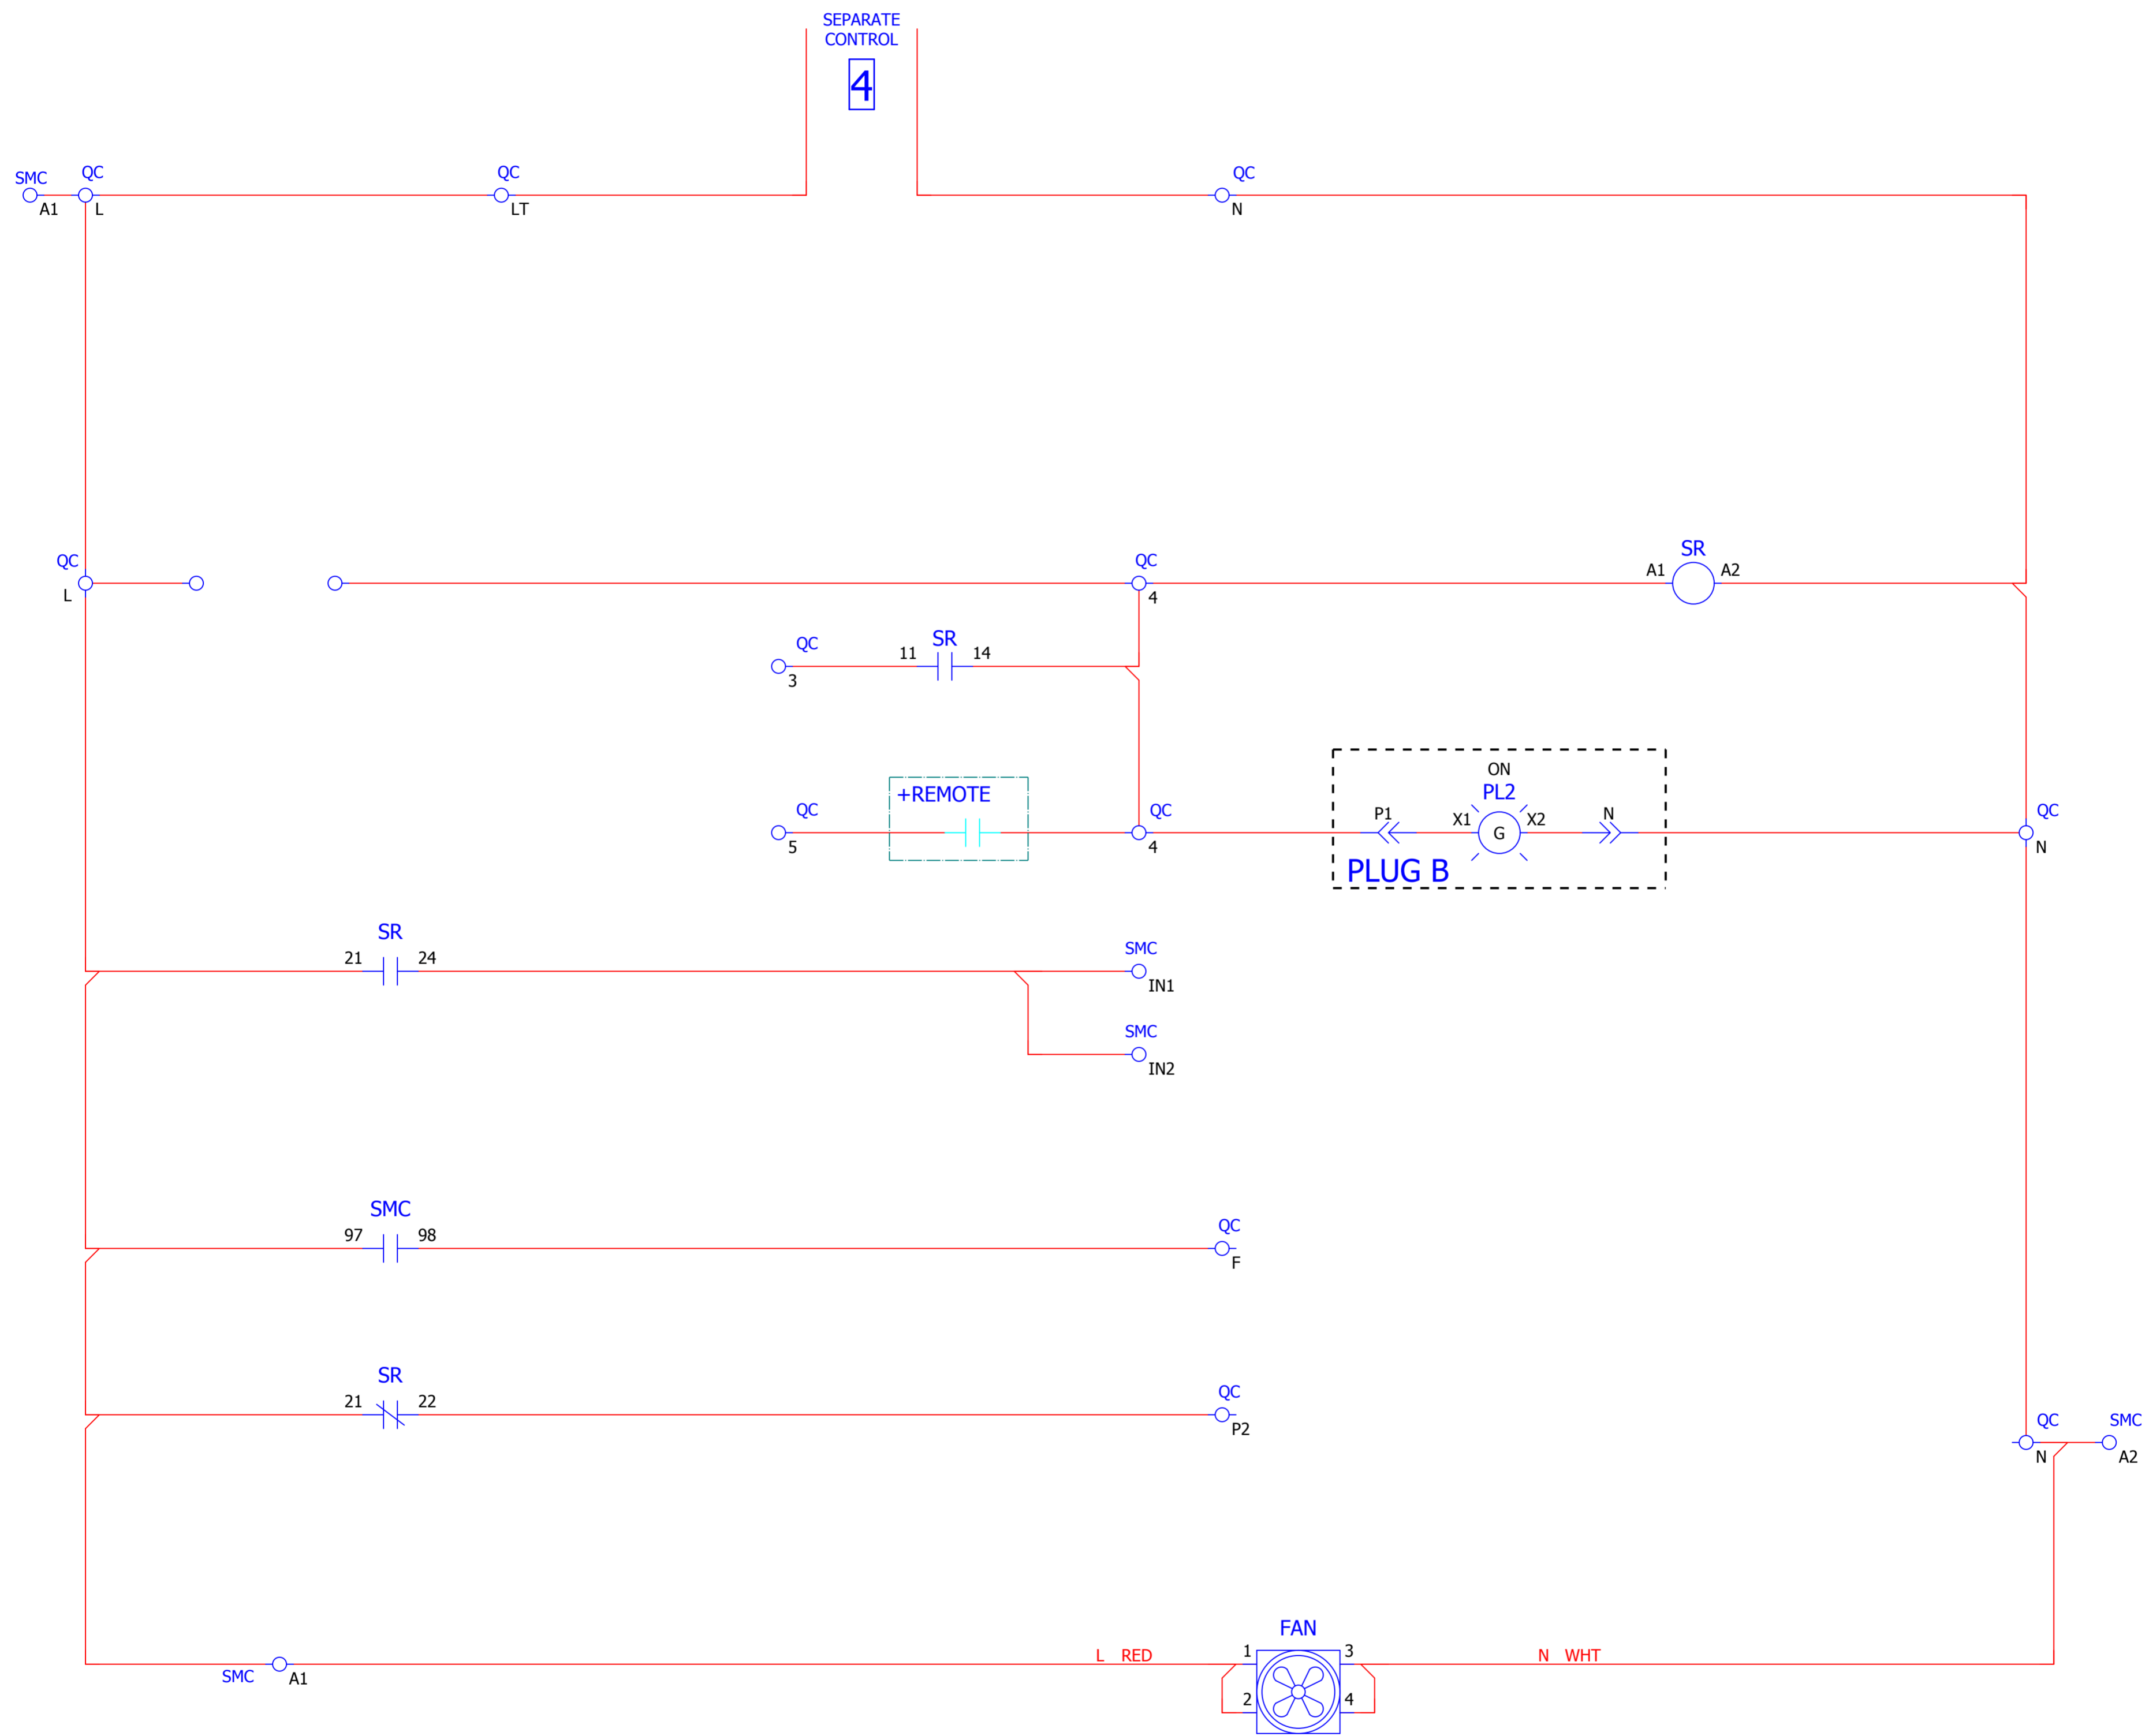 SEPARATE
CONTROL
4
SMC
A1
QC
L
QC
LT
QC
N
QC
L
QC
4
SR
A1
A2
QC
3
SR
11
14
QC
5
+REMOTE
QC
4
ON
PL2
P1
X1
G
X2
N
PLUG B
QC
N
SR
21
24
SMC
IN1
SMC
IN2
SMC
97
98
QC
F
SR
21
22
QC
P2
QC
N
SMC
A2
SMC
A1
L RED
FAN
1
3
2
4
N WHT